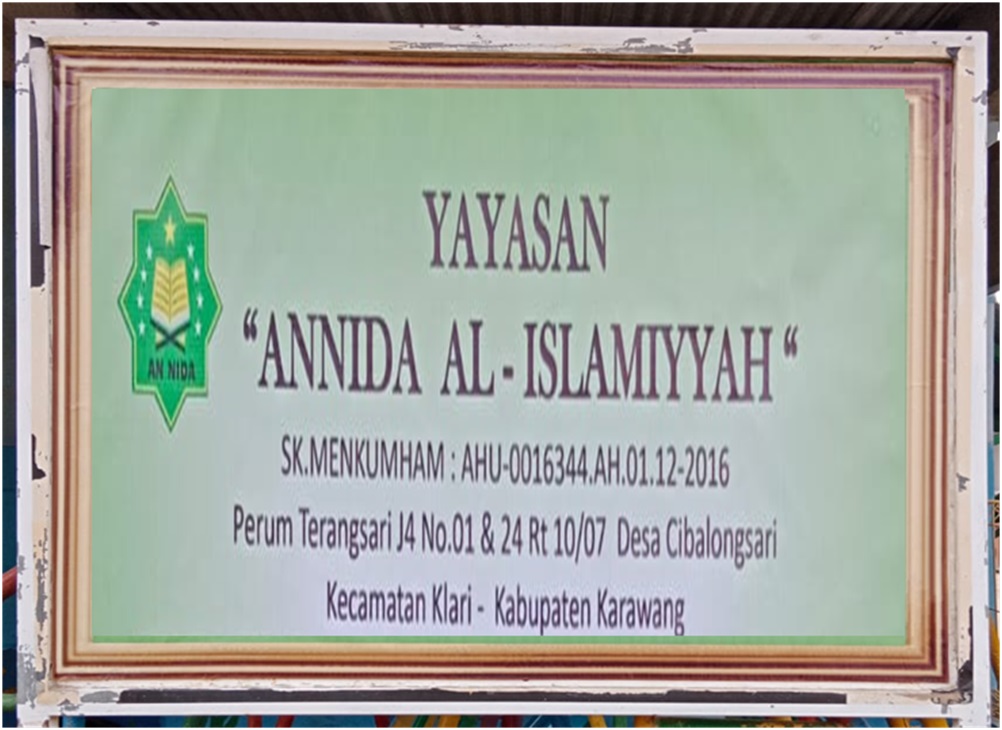 YAYASAN
“ANNIDA AL - ISLAMIYYAH“
AN NIDA
SK.MENKUMHAM : AHU-0016344.AH.01.12-2016
Perum Terangsari J4 No.01 & 24 Rt 10/07 Desa Cibalongsari
Kecamatan Klari - Kabupaten Karawang